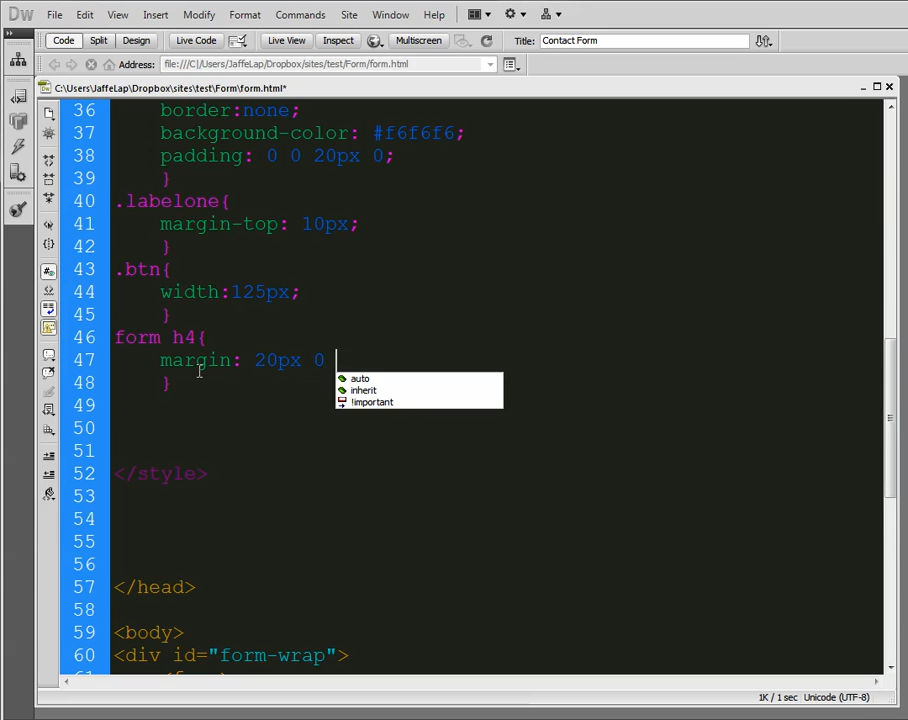 Dw File Edit View Insert Modify Format Commands Site Window Help
Code Split Design Live Code Live View Inspect Multiscreen Title: Contact Form
Address: file:///C|/Users/JaffeLap/Dropbox/sites/test/Form/form.html
C:\Users\JaffeLap\Dropbox\sites\test\Form\form.html*
36 border:none;
37 background-color: #f6f6f6;
38 padding: 0 0 20px 0;
39 }
40 .labelone{
41 margin-top: 10px;
42 }
43 .btn{
44 width:125px;
45 }
46 form h4{
47 margin: 20px 0
auto
48 }
inherit
!important
49
50
51
52 </style>
53
54
55
56
57 </head>
58
59 <body>
60 <div id="form-wrap">
1K / 1 sec Unicode (UTF-8)